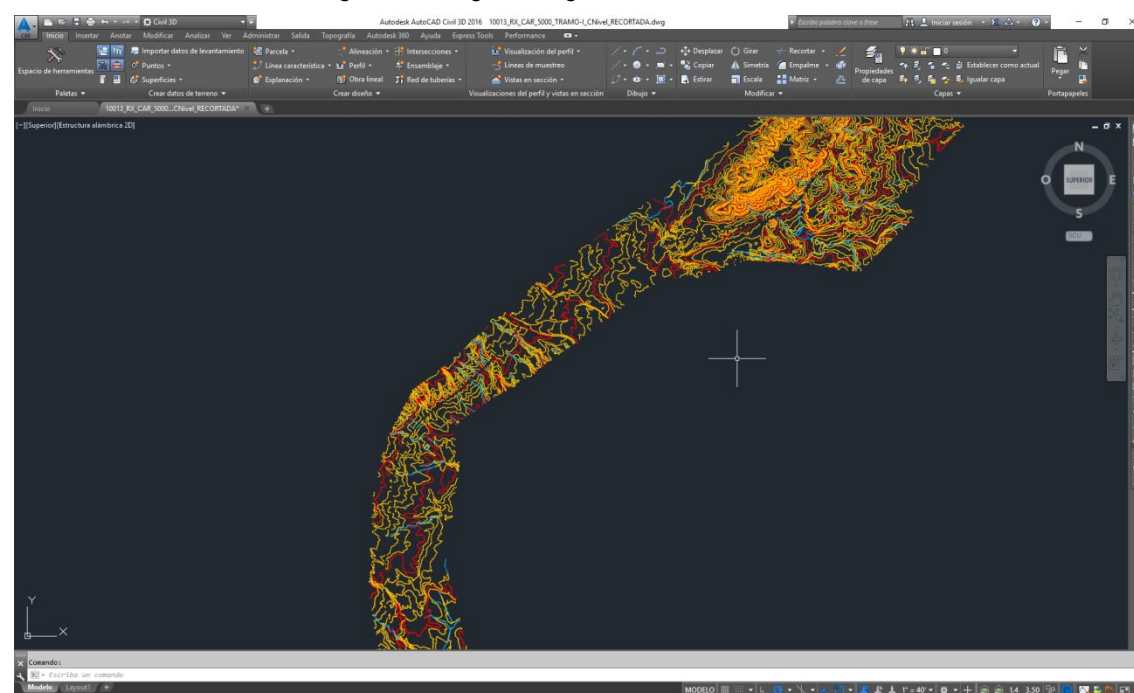 Civil 3D
Autodesk AutoCAD Civil 3D 2016 10013_RX_CAR_5000_TRAMO-I_CNivel_RECORTADA.dwg
Escriba palabra clave o frase
Iniciar sesión
Inicio Insertar Anotar Modificar Analizar Ver Administrar Salida Topografía Autodesk 360 Ayuda Express Tools Performance
Importar datos de levantamiento Parcela Alineación Intersecciones Visualización del perfil Desplazar Girar Recortar 0
Espacio de herramientas Puntos Línea característica Perfil Ensamblaje Líneas de muestreo Copiar Simetría Empalme Propiedades de capa Establecer como actual Pegar
Superficies Explanación Obra lineal Red de tuberías Vistas en sección Estirar Escala Matriz Igualar capa
Paletas Crear datos de terreno Crear diseño Visualizaciones del perfil y vistas en sección Dibujo Modificar Capas Portapapeles
Inicio 10013_RX_CAR_5000...CNivel_RECORTADA*
[-][Superior][Estructura alámbrica 2D]
N
O SUPERIOR E
S
SCU
Y
X
Comando:
Escriba un comando
Modelo Layout1 +
MODELO 1" = 40' 1.4 3.50